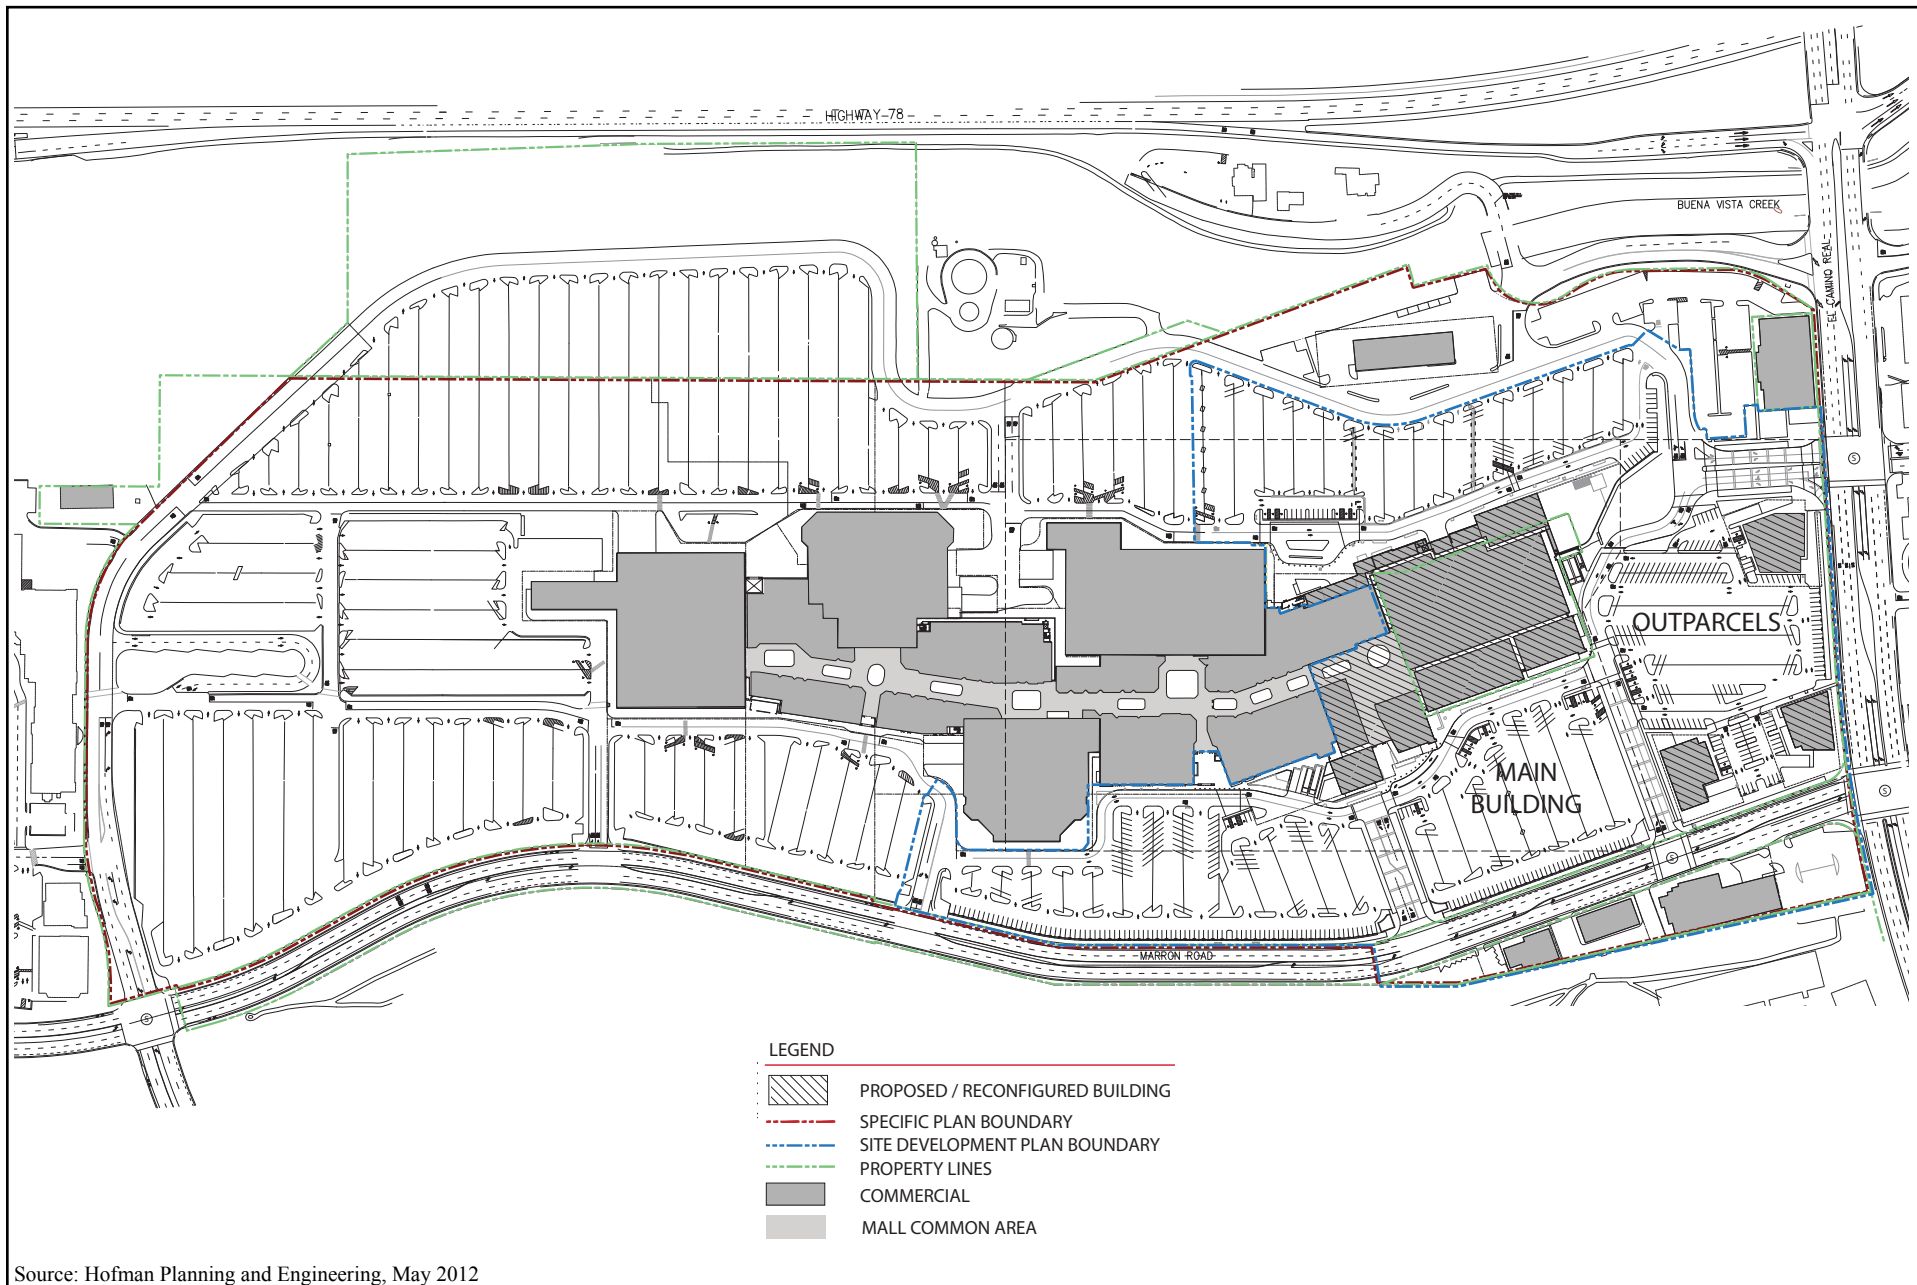 HIGHWAY 78
BUENA VISTA CREEK
EL CAMINO REAL
S
OUTPARCELS
MAIN
BUILDING
S
S
MARRON ROAD
S
LEGEND
PROPOSED / RECONFIGURED BUILDING
SPECIFIC PLAN BOUNDARY
SITE DEVELOPMENT PLAN BOUNDARY
PROPERTY LINES
COMMERCIAL
MALL COMMON AREA
Source: Hofman Planning and Engineering, May 2012